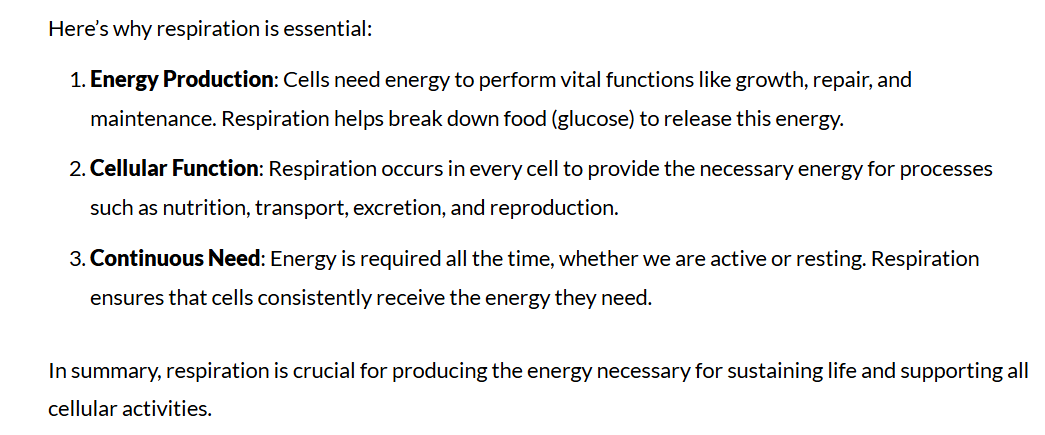 Here’s why respiration is essential:
1. Energy Production: Cells need energy to perform vital functions like growth, repair, and
maintenance. Respiration helps break down food (glucose) to release this energy.
2. Cellular Function: Respiration occurs in every cell to provide the necessary energy for processes
such as nutrition, transport, excretion, and reproduction.
3. Continuous Need: Energy is required all the time, whether we are active or resting. Respiration
ensures that cells consistently receive the energy they need.
In summary, respiration is crucial for producing the energy necessary for sustaining life and supporting all
cellular activities.